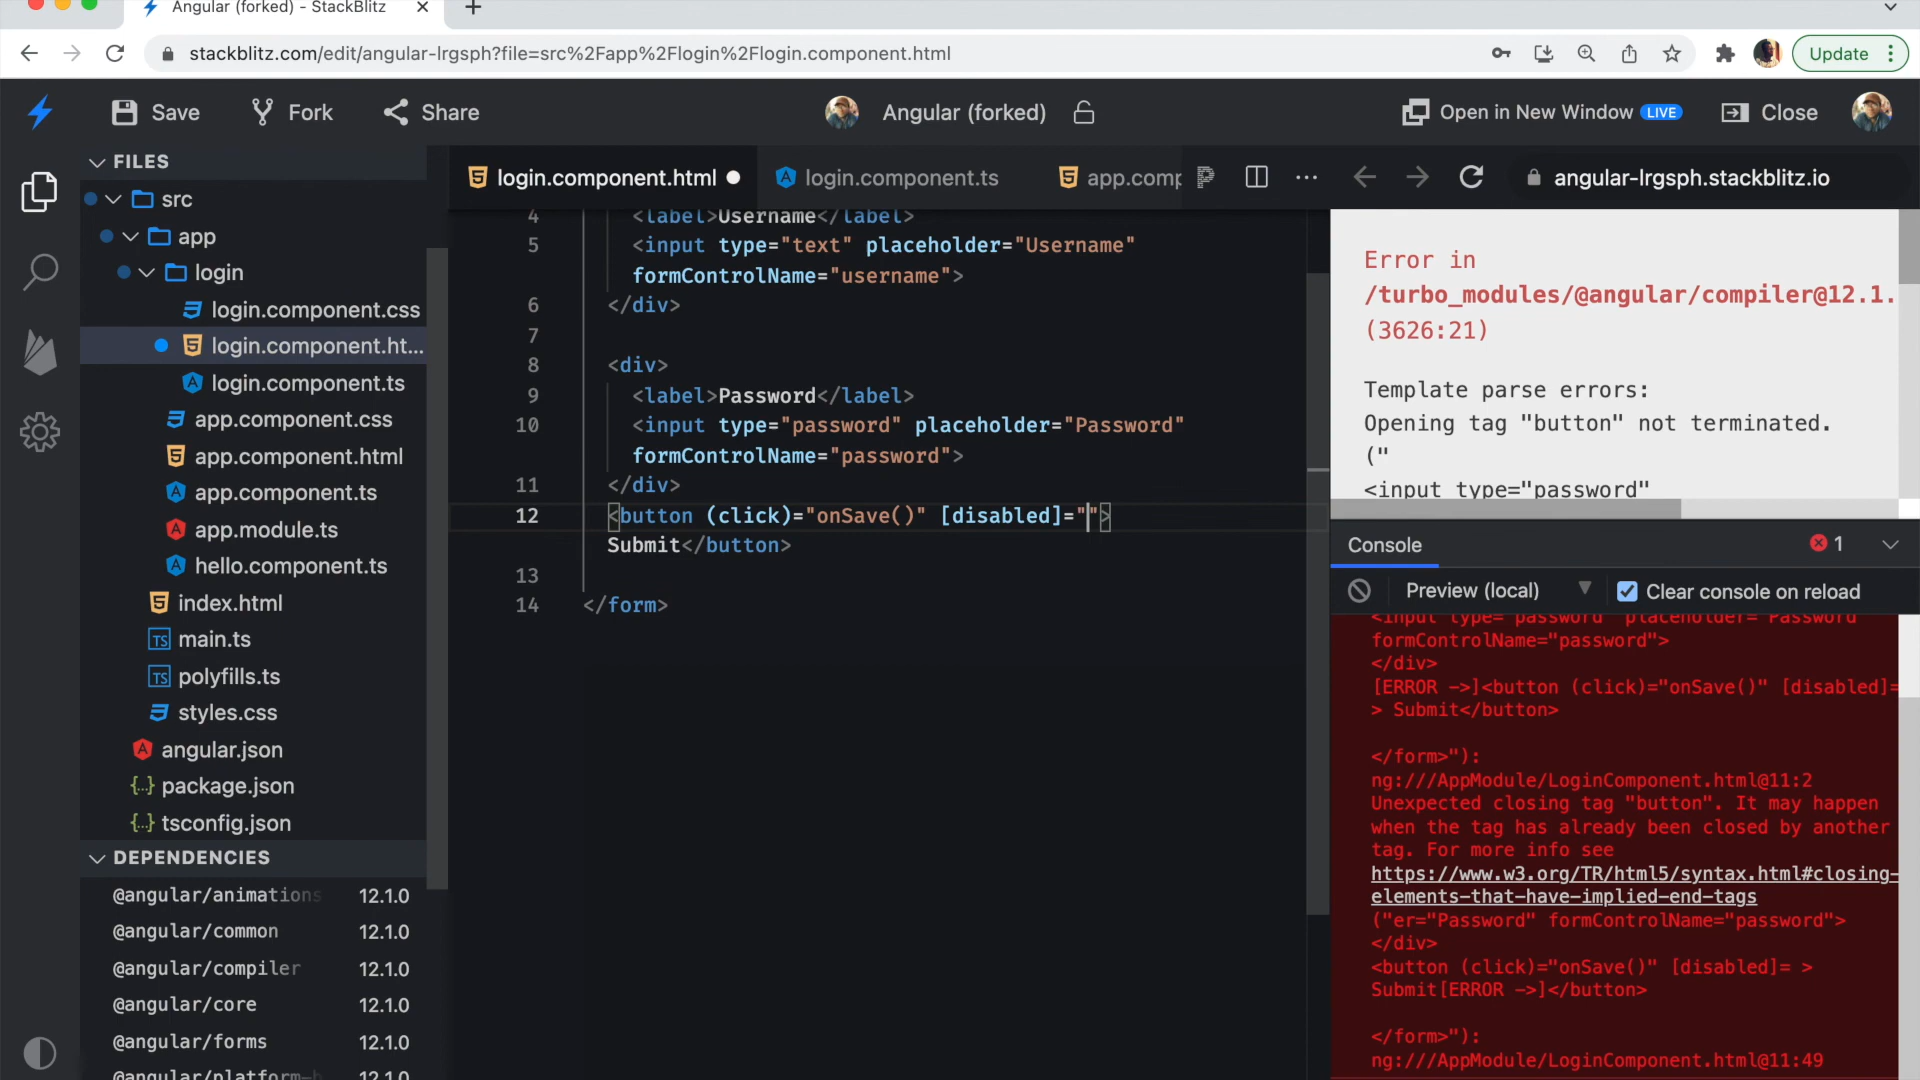 Angular (forked) - StackBlitz
stackblitz.com/edit/angular-lrgsph?file=src%2Fapp%2Flogin%2Flogin.component.html
Update
Save
Fork
Share
Angular (forked)
Open in New Window LIVE
Close
FILES
src
app
login
login.component.css
login.component.ht...
login.component.ts
app.component.css
app.component.html
app.component.ts
app.module.ts
hello.component.ts
index.html
main.ts
polyfills.ts
styles.css
angular.json
package.json
tsconfig.json
DEPENDENCIES
@angular/animations 12.1.0
@angular/common 12.1.0
@angular/compiler 12.1.0
@angular/core 12.1.0
@angular/forms 12.1.0
@angular/platform-b 12.1.0
login.component.html
login.component.ts
app.comp
4 <label>Username</label>
5 <input type="text" placeholder="Username"
formControlName="username">
6 </div>
7
8 <div>
9 <label>Password</label>
10 <input type="password" placeholder="Password"
formControlName="password">
11 </div>
12 <button (click)="onSave()" [disabled]="">
Submit</button>
13
14 </form>
angular-lrgsph.stackblitz.io
Error in
/turbo_modules/@angular/compiler@12.1.
(3626:21)
Template parse errors:
Opening tag "button" not terminated.
("
<input type="password"
Console
1
Preview (local)
Clear console on reload
<input type="password" placeholder="Password"
formControlName="password">
</div>
[ERROR ->]<button (click)="onSave()" [disabled]=
> Submit</button>
</form>"):
ng:///AppModule/LoginComponent.html@11:2
Unexpected closing tag "button". It may happen
when the tag has already been closed by another
tag. For more info see
https://www.w3.org/TR/html5/syntax.html#closing-
elements-that-have-implied-end-tags
("er="Password" formControlName="password">
</div>
<button (click)="onSave()" [disabled]= >
Submit[ERROR ->]</button>
</form>"):
ng:///AppModule/LoginComponent.html@11:49